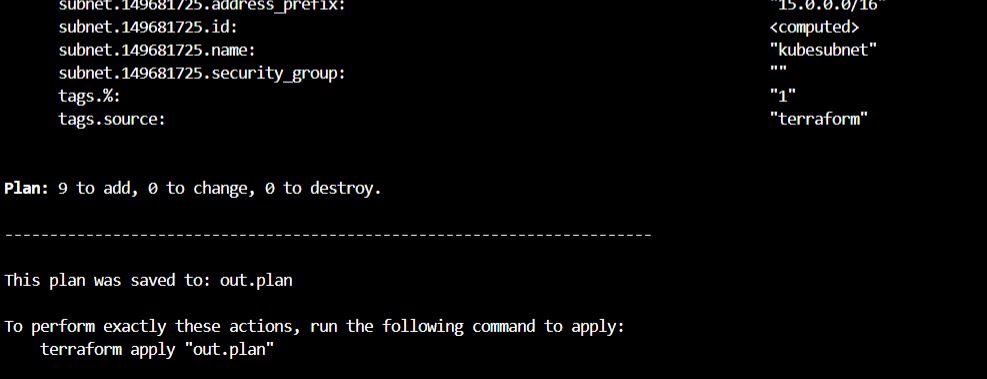 subnet.149681725.address_prefix: "15.0.0.0/16"
subnet.149681725.id: <computed>
subnet.149681725.name: "kubesubnet"
subnet.149681725.security_group: ""
tags.%: "1"
tags.source: "terraform"
Plan: 9 to add, 0 to change, 0 to destroy.
------------------------------------------------------------------------
This plan was saved to: out.plan
To perform exactly these actions, run the following command to apply:
terraform apply "out.plan"